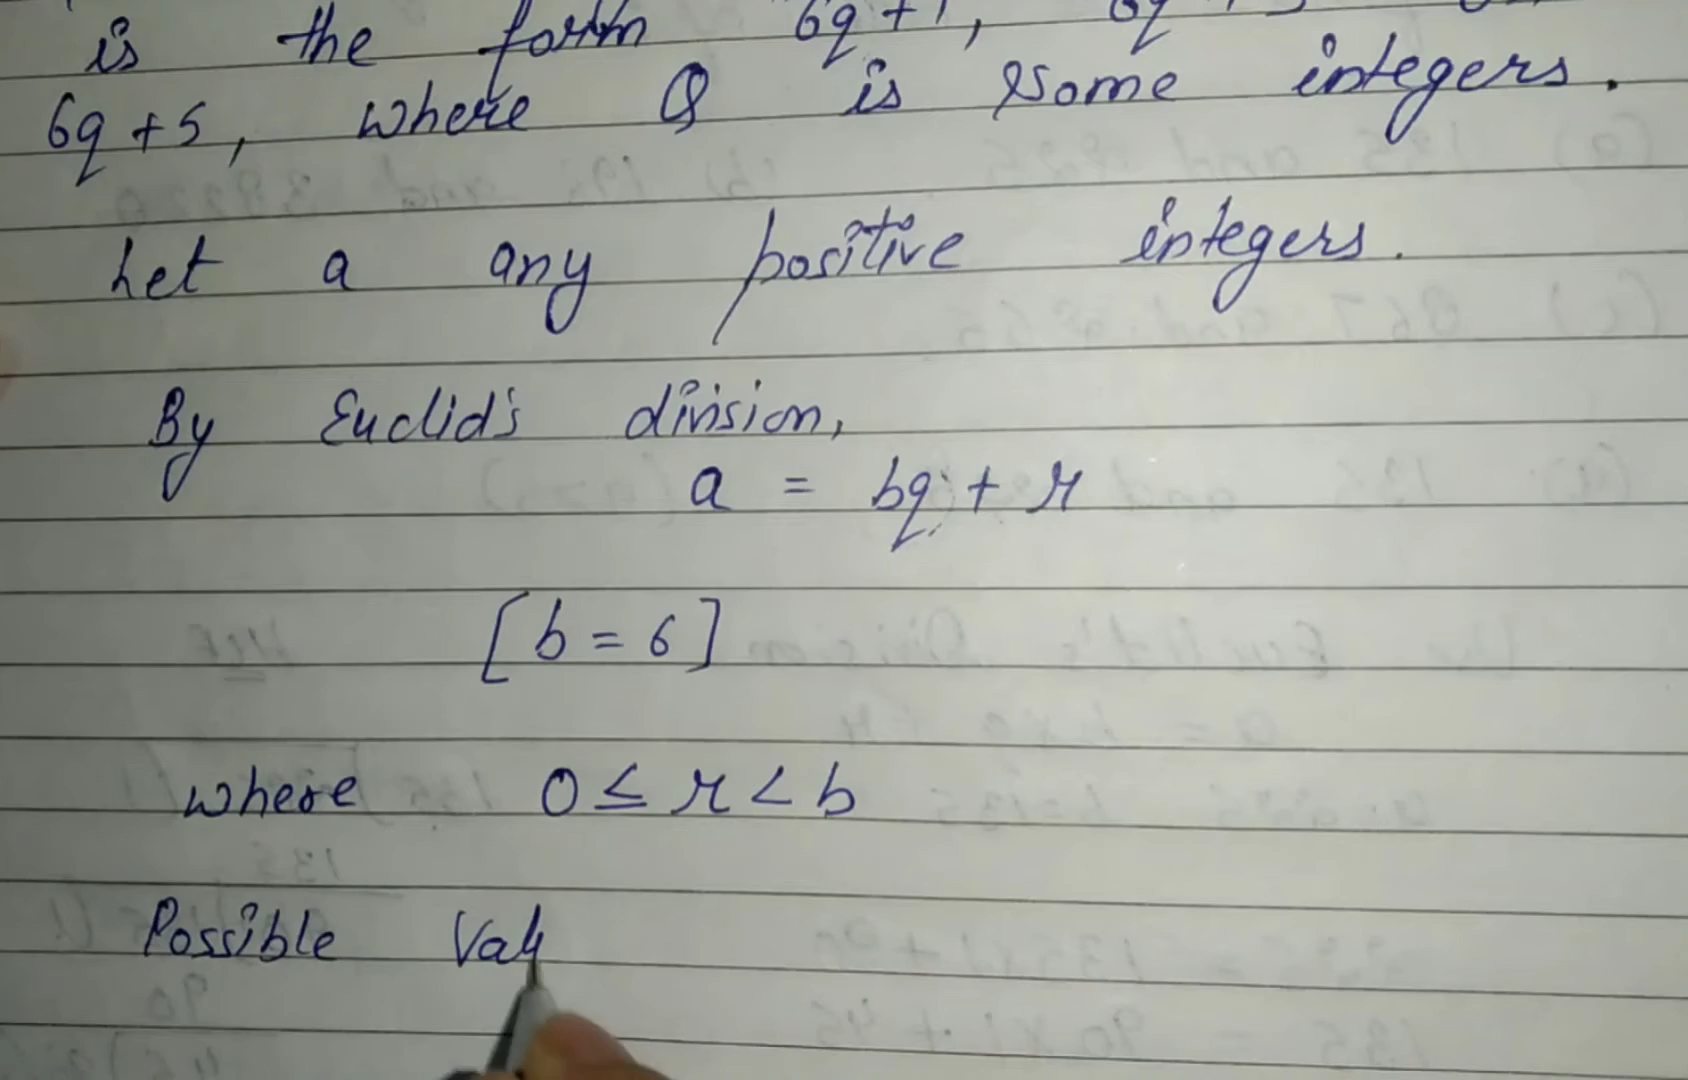 is the form 6q+1,
6q+5, where Q is some integers.
Let a any positive integers.
By Euclid's division,
a = bq + r
[b = 6]
where 0 ≤ r < b
Possible Val